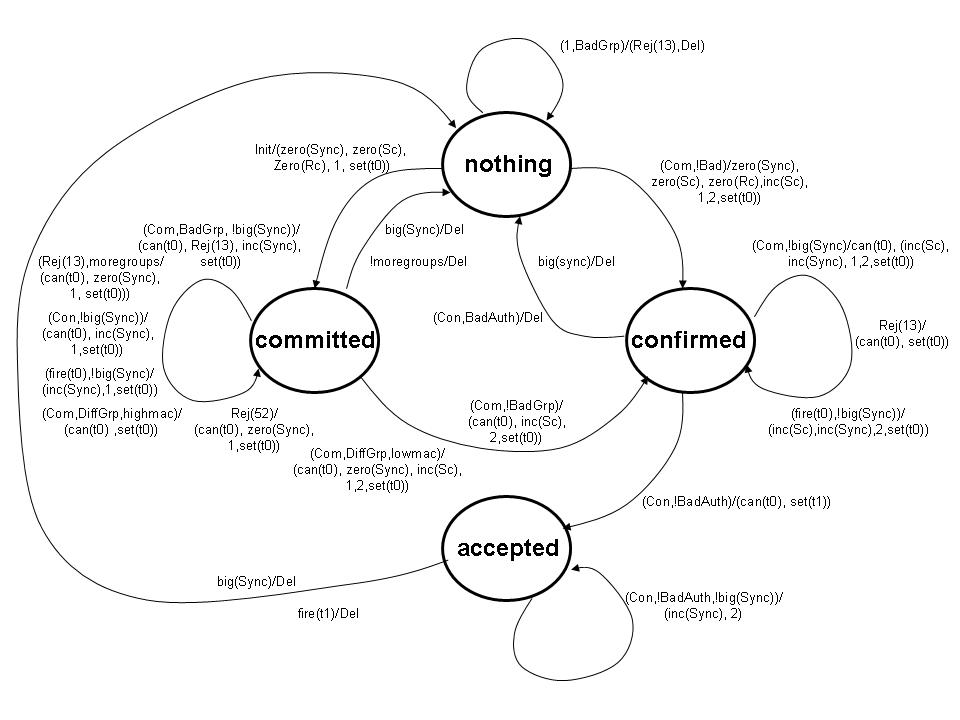 (1,BadGrp)/(Rej(13),Del)
nothing
Init/(zero(Sync), zero(Sc),
Zero(Rc), 1, set(t0))
(Com,!Bad)/zero(Sync),
zero(Sc), zero(Rc),inc(Sc),
1,2,set(t0))
(Com,BadGrp, !big(Sync))/
(can(t0), Rej(13), inc(Sync),
set(t0))
big(Sync)/Del
!moregroups/Del
big(sync)/Del
(Con,BadAuth)/Del
(Com,!big(Sync)/can(t0), (inc(Sc),
inc(Sync), 1,2,set(t0))
(Rej(13),moregroups/
(can(t0), zero(Sync),
1, set(t0)))
(Con,!big(Sync))/
(can(t0), inc(Sync),
1,set(t0))
(fire(t0),!big(Sync)/
(inc(Sync),1,set(t0))
(Com,DiffGrp,highmac)/
(can(t0) ,set(t0))
committed
confirmed
Rej(13)/
(can(t0), set(t0))
Rej(52)/
(can(t0), zero(Sync),
1,set(t0))
(Com,!BadGrp)/
(can(t0), inc(Sc),
2,set(t0))
(fire(t0),!big(Sync))/
(inc(Sc),inc(Sync),2,set(t0))
(Com,DiffGrp,lowmac)/
(can(t0), zero(Sync), inc(Sc),
1,2,set(t0))
(Con,!BadAuth)/(can(t0), set(t1))
accepted
big(Sync)/Del
fire(t1)/Del
(Con,!BadAuth,!big(Sync))/
(inc(Sync), 2)